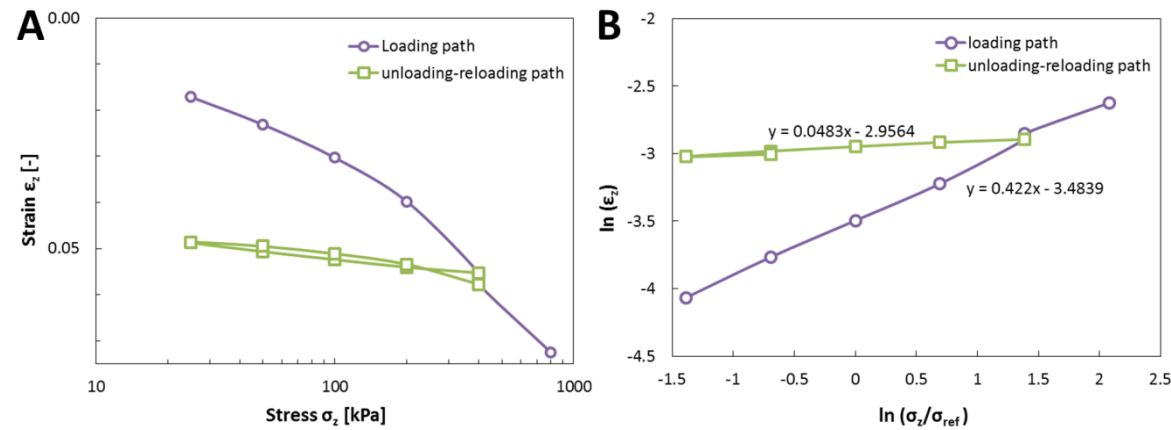 A
0.00
Loading path
unloading-reloading path
Strain εz [-]
0.05
10
100
1000
Stress σz [kPa]
B
-2
loading path
unloading-reloading path
-2.5
y = 0.0483x - 2.9564
-3
ln (εz)
y = 0.422x - 3.4839
-3.5
-4
-4.5
-1.5
-1
-0.5
0
0.5
1
1.5
2
2.5
ln (σz/σref)